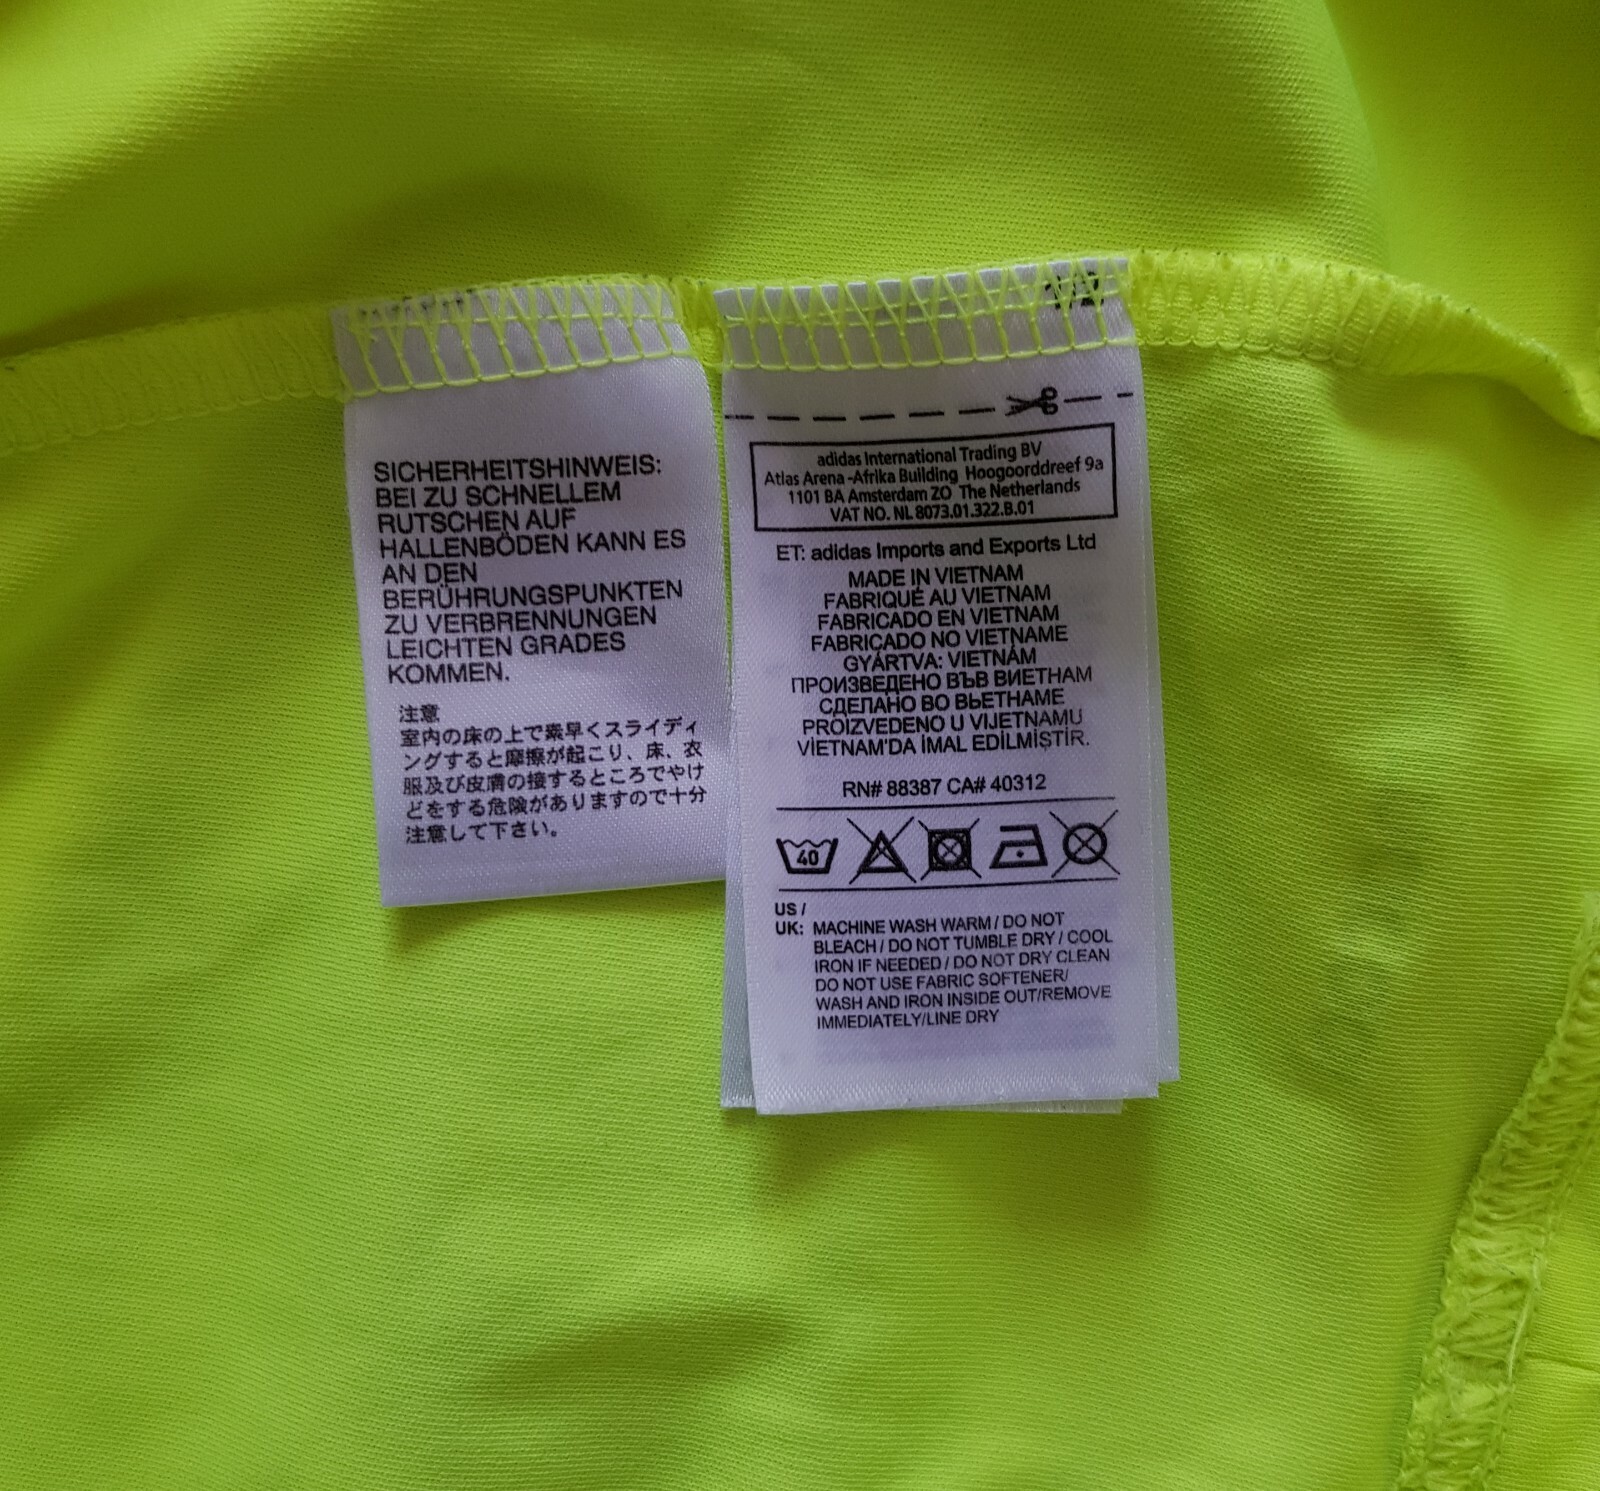 SICHERHEITSHINWEIS:
BEI ZU SCHNELLEM
RUTSCHEN AUF
HALLENBÖDEN KANN ES
AN DEN
BERÜHRUNGSPUNKTEN
ZU VERBRENNUNGEN
LEICHTEN GRADES
KOMMEN.
注意
室内の床の上で素早くスライディ
ングすると摩擦が起こり、床、衣
服及び皮膚の接するところでやけ
どをする危険がありますので十分
注意して下さい。
adidas International Trading BV
Atlas Arena -Afrika Building Hoogoorddreef 9a
1101 BA Amsterdam ZO The Netherlands
VAT NO. NL 8073.01.322.B.01
ET: adidas Imports and Exports Ltd
MADE IN VIETNAM
FABRIQUÉ AU VIETNAM
FABRICADO EN VIETNAM
FABRICADO NO VIETNAME
GYÁRTVA: VIETNÁM
ПРОИЗВЕДЕНО ВЪВ ВИЕТНАМ
СДЕЛАНО ВО ВЬЕТНАМЕ
PROIZVEDENO U VIJETNAMU
VİETNAM'DA İMAL EDİLMİŞTİR.
RN# 88387 CA# 40312
40
US /
UK: MACHINE WASH WARM / DO NOT
BLEACH / DO NOT TUMBLE DRY / COOL
IRON IF NEEDED / DO NOT DRY CLEAN
DO NOT USE FABRIC SOFTENER/
WASH AND IRON INSIDE OUT/REMOVE
IMMEDIATELY/LINE DRY